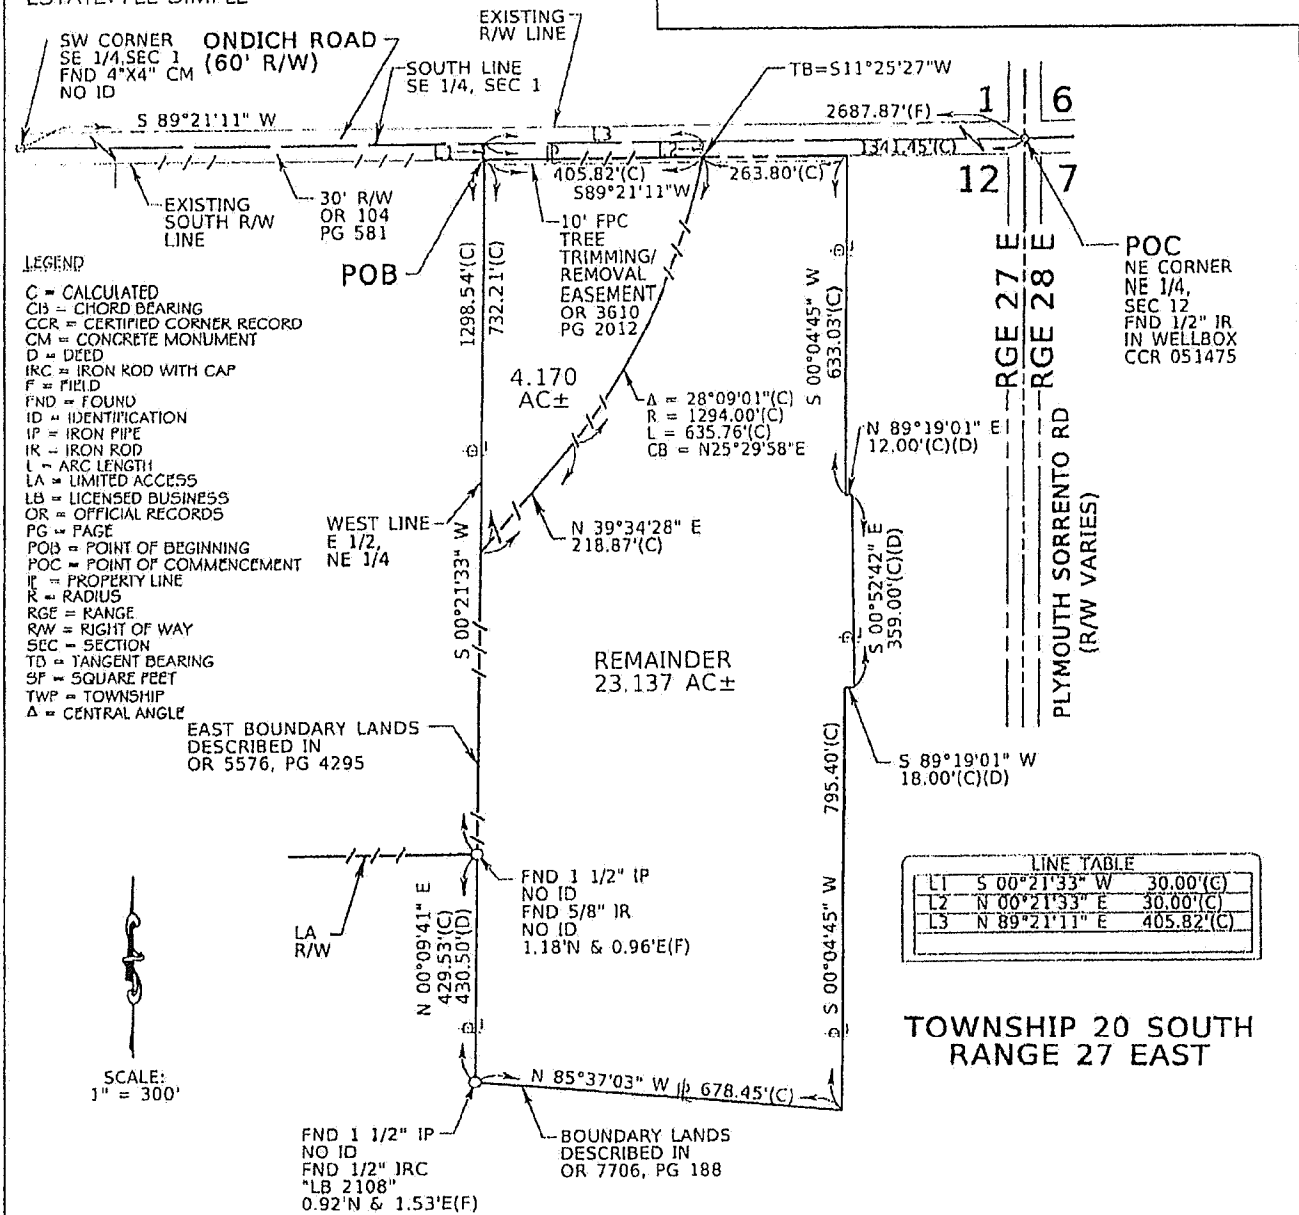 SW CORNER
SE 1/4, SEC 1
FND 4"X4" CM
NO ID
ONDICH ROAD
(60' R/W)
SOUTH LINE
SE 1/4, SEC 1
EXISTING
R/W LINE
TB=S11°25'27"W
2687.87'(F)
1 6
12 7
S 89°21'11" W
L3
L2
405.82'(C)
S89°21'11"W
263.80'(C)
1341.45'(C)
EXISTING
SOUTH R/W
LINE
30' R/W
OR 104
PG 581
POB
10' FPC
TREE
TRIMMING/
REMOVAL
EASEMENT
OR 3610
PG 2012
POC
NE CORNER
NE 1/4,
SEC 12
FND 1/2" IR
IN WELLBOX
CCR 051475
RGE 27 E
RGE 28 E
PLYMOUTH SORRENTO RD
(R/W VARIES)
LEGEND
C = CALCULATED
CB = CHORD BEARING
CCR = CERTIFIED CORNER RECORD
CM = CONCRETE MONUMENT
D = DEED
IRC = IRON ROD WITH CAP
F = FIELD
FND = FOUND
ID = IDENTIFICATION
IP = IRON PIPE
IR = IRON ROD
L = ARC LENGTH
LA = LIMITED ACCESS
LB = LICENSED BUSINESS
OR = OFFICIAL RECORDS
PG = PAGE
POB = POINT OF BEGINNING
POC = POINT OF COMMENCEMENT
= PROPERTY LINE
R = RADIUS
RGE = RANGE
R/W = RIGHT OF WAY
SEC = SECTION
TB = TANGENT BEARING
SF = SQUARE FEET
TWP = TOWNSHIP
Δ = CENTRAL ANGLE
1298.54'(C)
732.21'(C)
4.170
AC±
Δ = 28°09'01"(C)
R = 1294.00'(C)
L = 635.76'(C)
CB = N25°29'58"E
S 00°04'45" W
633.03'(C)
N 89°19'01" E
12.00'(C)(D)
WEST LINE
E 1/2,
NE 1/4
S 00°21'33" W
N 39°34'28" E
218.87'(C)
S 00°52'42" E
359.00'(C)(D)
REMAINDER
23.137 AC±
EAST BOUNDARY LANDS
DESCRIBED IN
OR 5576, PG 4295
S 89°19'01" W
18.00'(C)(D)
795.40'(C)
S 00°04'45" W
LA
R/W
FND 1 1/2" IP
NO ID
FND 5/8" IR
NO ID
1.18'N & 0.96'E(F)
N 00°09'41" E
429.53'(C)
430.50'(D)
LINE TABLE
L1 S 00°21'33" W 30.00'(C)
L2 N 00°21'33" E 30.00'(C)
L3 N 89°21'11" E 405.82'(C)
SCALE:
1" = 300'
TOWNSHIP 20 SOUTH
RANGE 27 EAST
N 85°37'03" W 678.45'(C)
FND 1 1/2" IP
NO ID
FND 1/2" IRC
"LB 2108"
0.92'N & 1.53'E(F)
BOUNDARY LANDS
DESCRIBED IN
OR 7706, PG 188